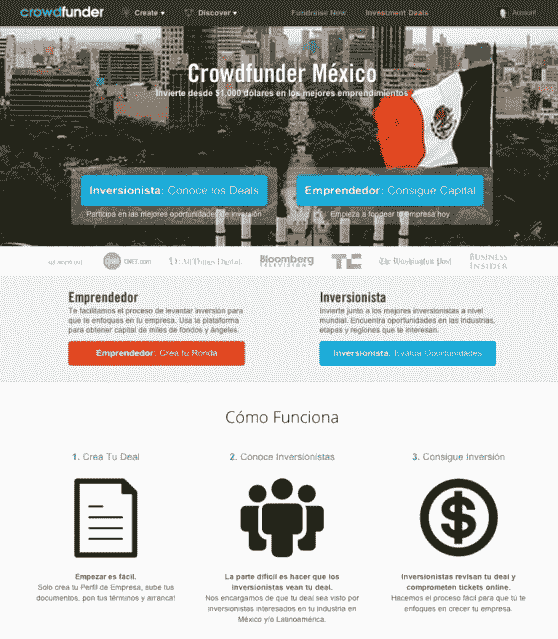 crowdfunder Create ▾ Discover ▾ Fundraise Now Investment Deals Account
Crowdfunder México
Invierte desde $1,000 dólares en los mejores emprendimientos
Inversionista: Conoce los Deals
Emprendedor: Consigue Capital
Participa en las mejores oportunidades de inversión
Empieza a fondear tu empresa hoy
CNET.com All Things Digital Bloomberg TELEVISION TC The Washington Post BUSINESS INSIDER
Emprendedor
Te facilitamos el proceso de levantar inversión para
que te enfoques en tu empresa. Usa la plataforma
para obtener capital de miles de fondos y ángeles.
Emprendedor: Crea tu Ronda
Inversionista
Invierte junto a los mejores inversionistas a nivel
mundial. Encuentra oportunidades en las industrias,
etapas y regiones que te interesan.
Inversionista: Evalua Oportunidades
Cómo Funciona
1. Crea Tu Deal
2. Conoce Inversionistas
3. Consigue Inversión
Empezar es fácil.
Solo crea tu Perfil de Empresa, sube tus
documentos, pon tus términos y arranca!
La parte difícil es hacer que los
inversionistas vean tu deal.
Nos encargamos de que tu deal sea visto por
inversionistas interesados en tu industria en
México y/o Latinoamérica.
Inversionistas revisan tu deal y
comprometen tickets online.
Hacemos el proceso fácil para que tú te
enfoques en crecer tu empresa.